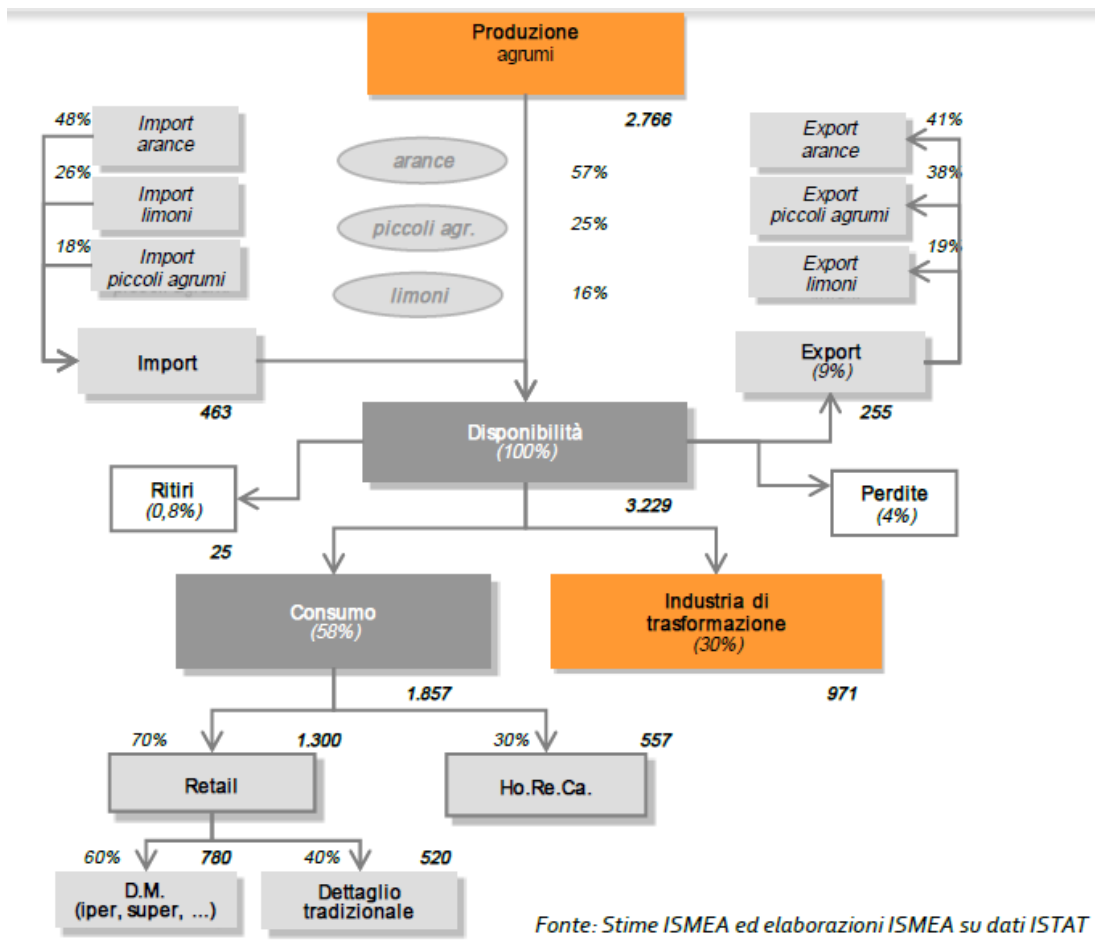 Produzione
agrumi
2.766
48%
Import
arance
26%
Import
limoni
18%
Import
piccoli agrumi
arance
57%
piccoli agr.
25%
limoni
16%
Export
arance
41%
Export
piccoli agrumi
38%
Export
limoni
19%
Import
463
Export
(9%)
255
Disponibilità
(100%)
3.229
Ritiri
(0,8%)
25
Perdite
(4%)
Consumo
(58%)
1.857
Industria di
trasformazione
(30%)
971
70%
1.300
Retail
30%
557
Ho.Re.Ca.
60%
780
D.M.
(iper, super, ...)
40%
520
Dettaglio
tradizionale
Fonte: Stime ISMEA ed elaborazioni ISMEA su dati ISTAT